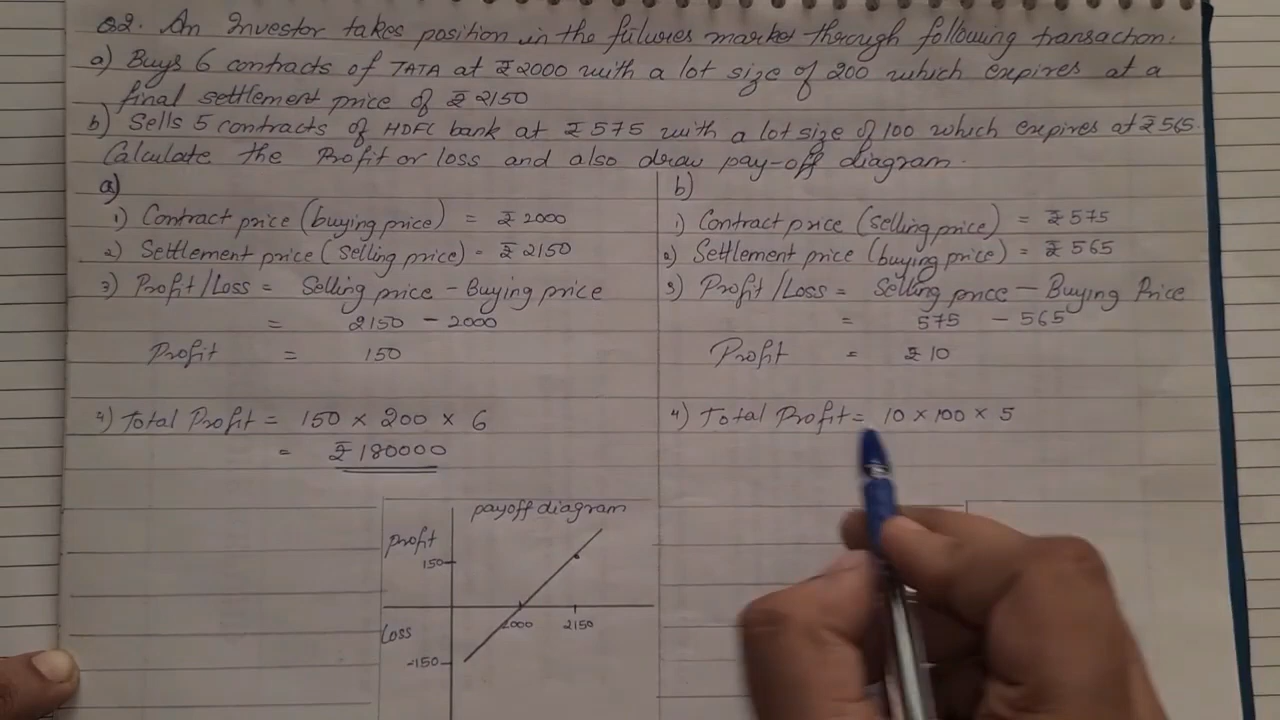 Q2. An Investor takes position in the futures market through following transaction.
a) Buys 6 contracts of TATA at ₹2000 with a lot size of 200 which expires at a
final settlement price of ₹2150
b) Sells 5 contracts of HDFC bank at ₹575 with a lot size of 100 which expires at ₹565.
Calculate the Profit or loss and also draw pay-off diagram.
a)
1) Contract price (buying price) = ₹2000
2) Settlement price (selling price) = ₹2150
3) Profit/Loss = Selling price - Buying price
= 2150 - 2000
Profit = 150
4) Total Profit = 150 × 200 × 6
= ₹180000
payoff diagram
profit
150
2000 2150
Loss
-150
b)
1) Contract price (selling price) = ₹575
2) Settlement price (buying price) = ₹565
3) Profit/Loss = Selling price - Buying Price
= 575 - 565
Profit = ₹10
4) Total Profit = 10 × 100 × 5